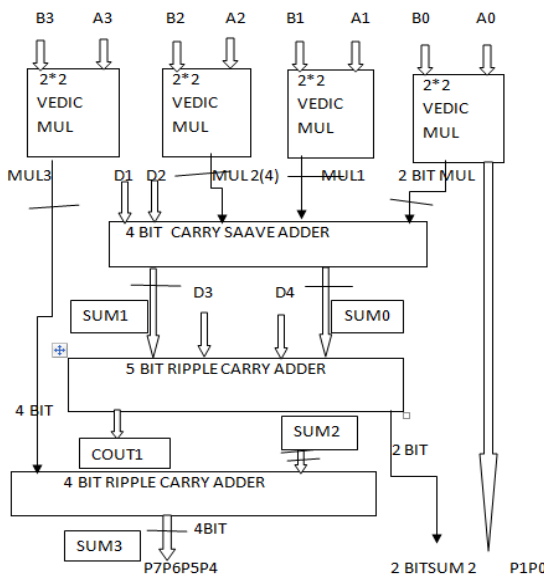 B3 A3 B2 A2 B1 A1 B0 A0
2*2 VEDIC MUL
2*2 VEDIC MUL
2*2 VEDIC MUL
2*2 VEDIC MUL
MUL3 D1 D2 MUL 2(4) MUL1 2 BIT MUL
4 BIT CARRY SAAVE ADDER
D3 D4
SUM1 SUM0
5 BIT RIPPLE CARRY ADDER
4 BIT
COUT1 SUM2 2 BIT
4 BIT RIPPLE CARRY ADDER
SUM3 4BIT
P7P6P5P4 2 BITSUM 2 P1P0